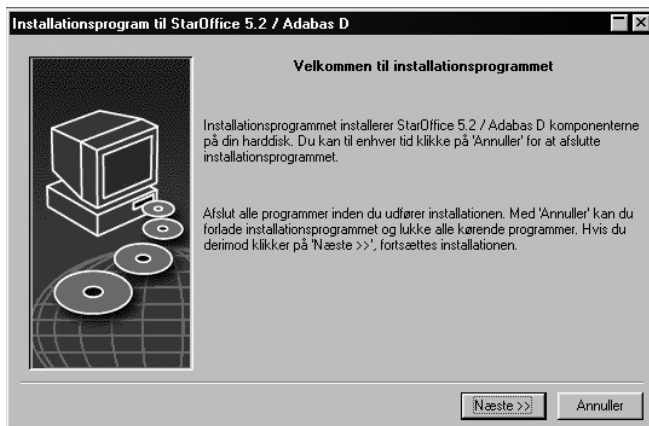 Installationsprogram til StarOffice 5.2 / Adabas D
Velkommen til installationsprogrammet
Installationsprogrammet installerer StarOffice 5.2 / Adabas D komponenterne
på din harddisk. Du kan til enhver tid klikke på 'Annuller' for at afslutte
installationsprogrammet.
Afslut alle programmer inden du udfører installationen. Med 'Annuller' kan du
forlade installationsprogrammet og lukke alle kørende programmer. Hvis du
derimod klikker på 'Næste >>', fortsættes installationen.
Næste >>
Annuller